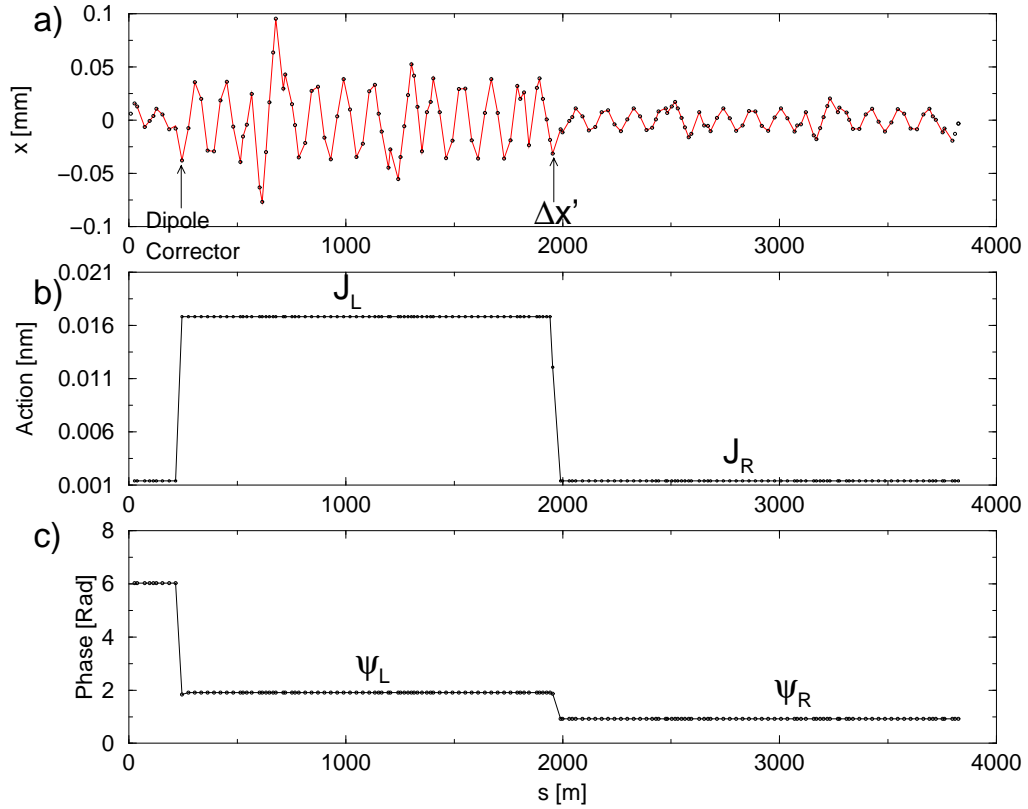 a)
x [mm]
0.1
0.05
0
−0.05
−0.1
Dipole
Corrector
Δx’
0 1000 2000 3000 4000
b)
Action [nm]
0.021
0.016
0.011
0.006
0.001
J_L
J_R
0 1000 2000 3000 4000
c)
Phase [Rad]
8
6
4
2
0
ψ_L
ψ_R
0 1000 2000 3000 4000
s [m]